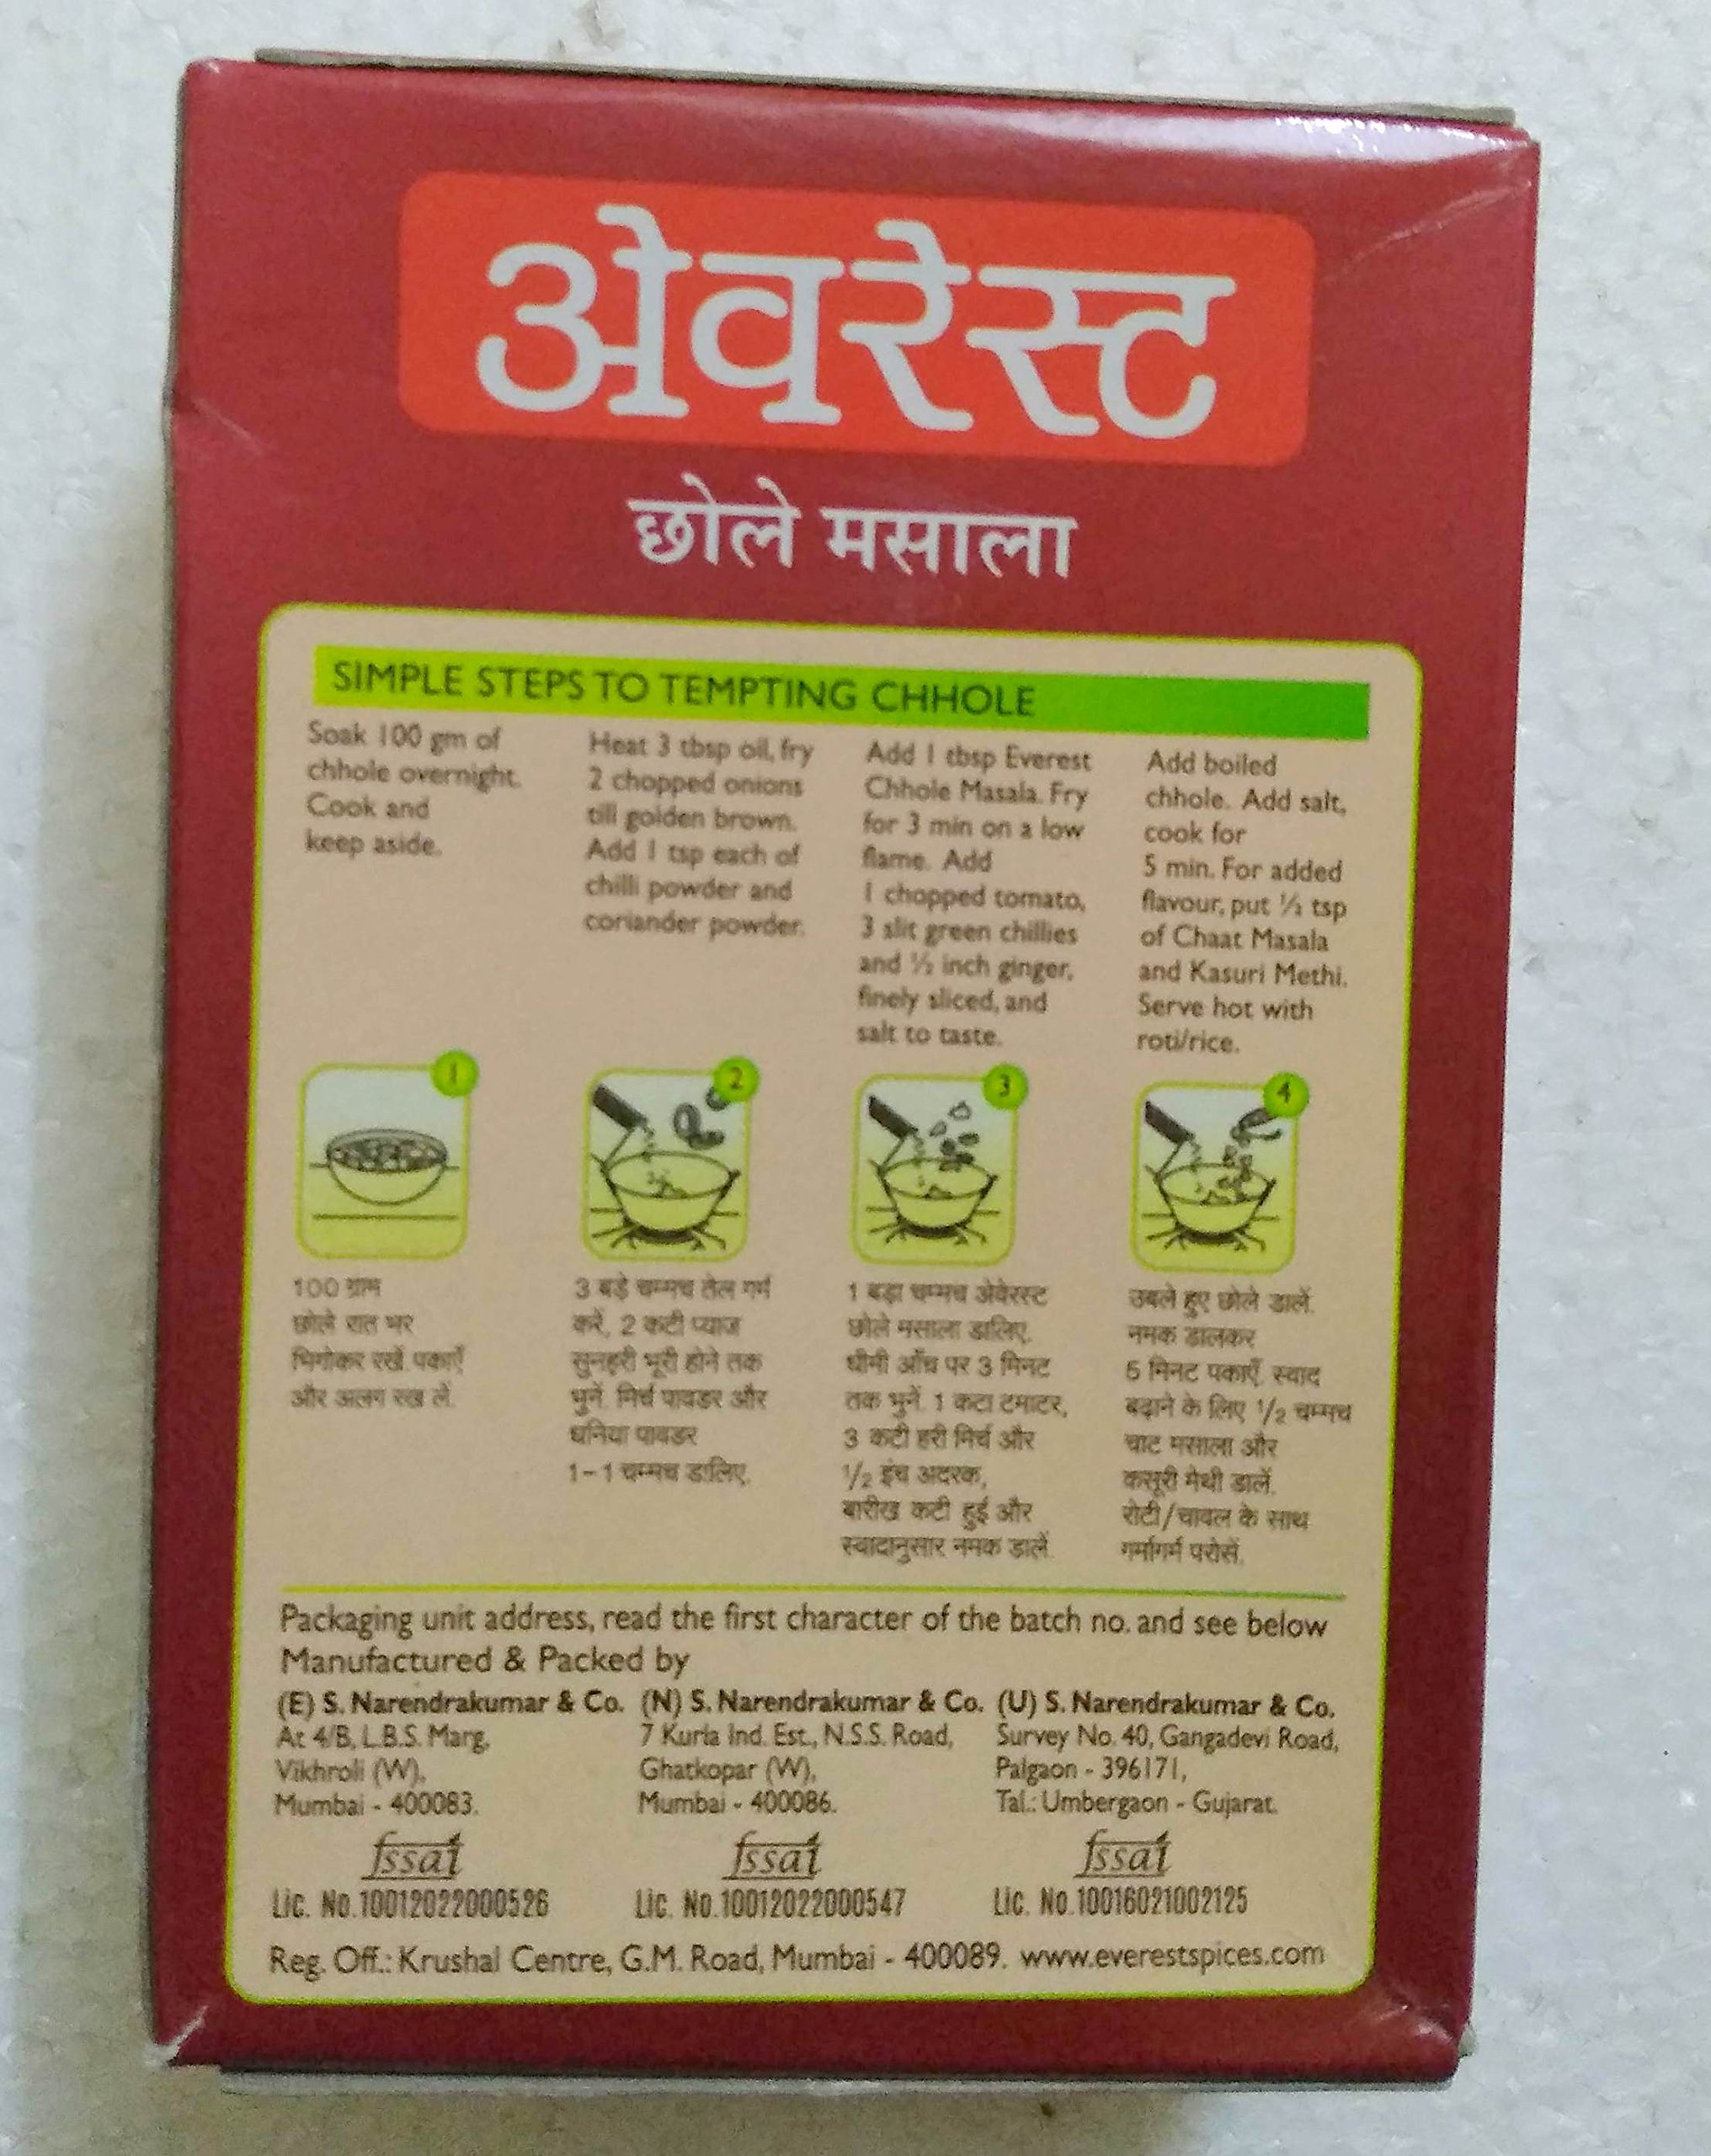 अेवरेस्ट
छोले मसाला
SIMPLE STEPS TO TEMPTING CHHOLE
Soak 100 gm of
chhole overnight.
Cook and
keep aside.
Heat 3 tbsp oil, fry
2 chopped onions
till golden brown.
Add 1 tsp each of
chilli powder and
coriander powder.
Add 1 tbsp Everest
Chhole Masala. Fry
for 3 min on a low
flame. Add
1 chopped tomato,
3 slit green chillies
and ½ inch ginger,
finely sliced, and
salt to taste.
Add boiled
chhole. Add salt,
cook for
5 min. For added
flavour, put ½ tsp
of Chaat Masala
and Kasuri Methi.
Serve hot with
roti/rice.
1
2
3
4
100 ग्राम
छोले रात भर
भिगोकर रखें. पकाएँ
और अलग रख लें.
3 बड़े चम्मच तेल गर्म
करें, 2 कटी प्याज
सुनहरी भूरी होने तक
भुनें. मिर्च पावडर और
धनिया पावडर
1-1 चम्मच डालिए.
1 बड़ा चम्मच अेवेरस्ट
छोले मसाला डालिए.
धीमी आँच पर 3 मिनट
तक भुनें. 1 कटा टमाटर,
3 कटी हरी मिर्च और
1/2 इंच अदरक,
बारीख कटी हुई और
स्वादानुसार नमक डालें.
उबले हुए छोले डालें.
नमक डालकर
5 मिनट पकाएँ. स्वाद
बढ़ाने के लिए 1/2 चम्मच
चाट मसाला और
कसूरी मेथी डालें.
रोटी/चावल के साथ
गर्मागर्म परोसें.
Packaging unit address, read the first character of the batch no. and see below
Manufactured & Packed by
(E) S. Narendrakumar & Co.
At 4/B, L.B.S. Marg,
Vikhroli (W),
Mumbai - 400083.
fssai
Lic. No. 10012022000526
(N) S. Narendrakumar & Co.
7 Kurla Ind. Est., N.S.S. Road,
Ghatkopar (W),
Mumbai - 400086.
fssai
Lic. No. 10012022000547
(U) S. Narendrakumar & Co.
Survey No. 40, Gangadevi Road,
Palgaon - 396171,
Tal.: Umbergaon - Gujarat.
fssai
Lic. No. 10016021002125
Reg. Off.: Krushal Centre, G.M. Road, Mumbai - 400089. www.everestspices.com